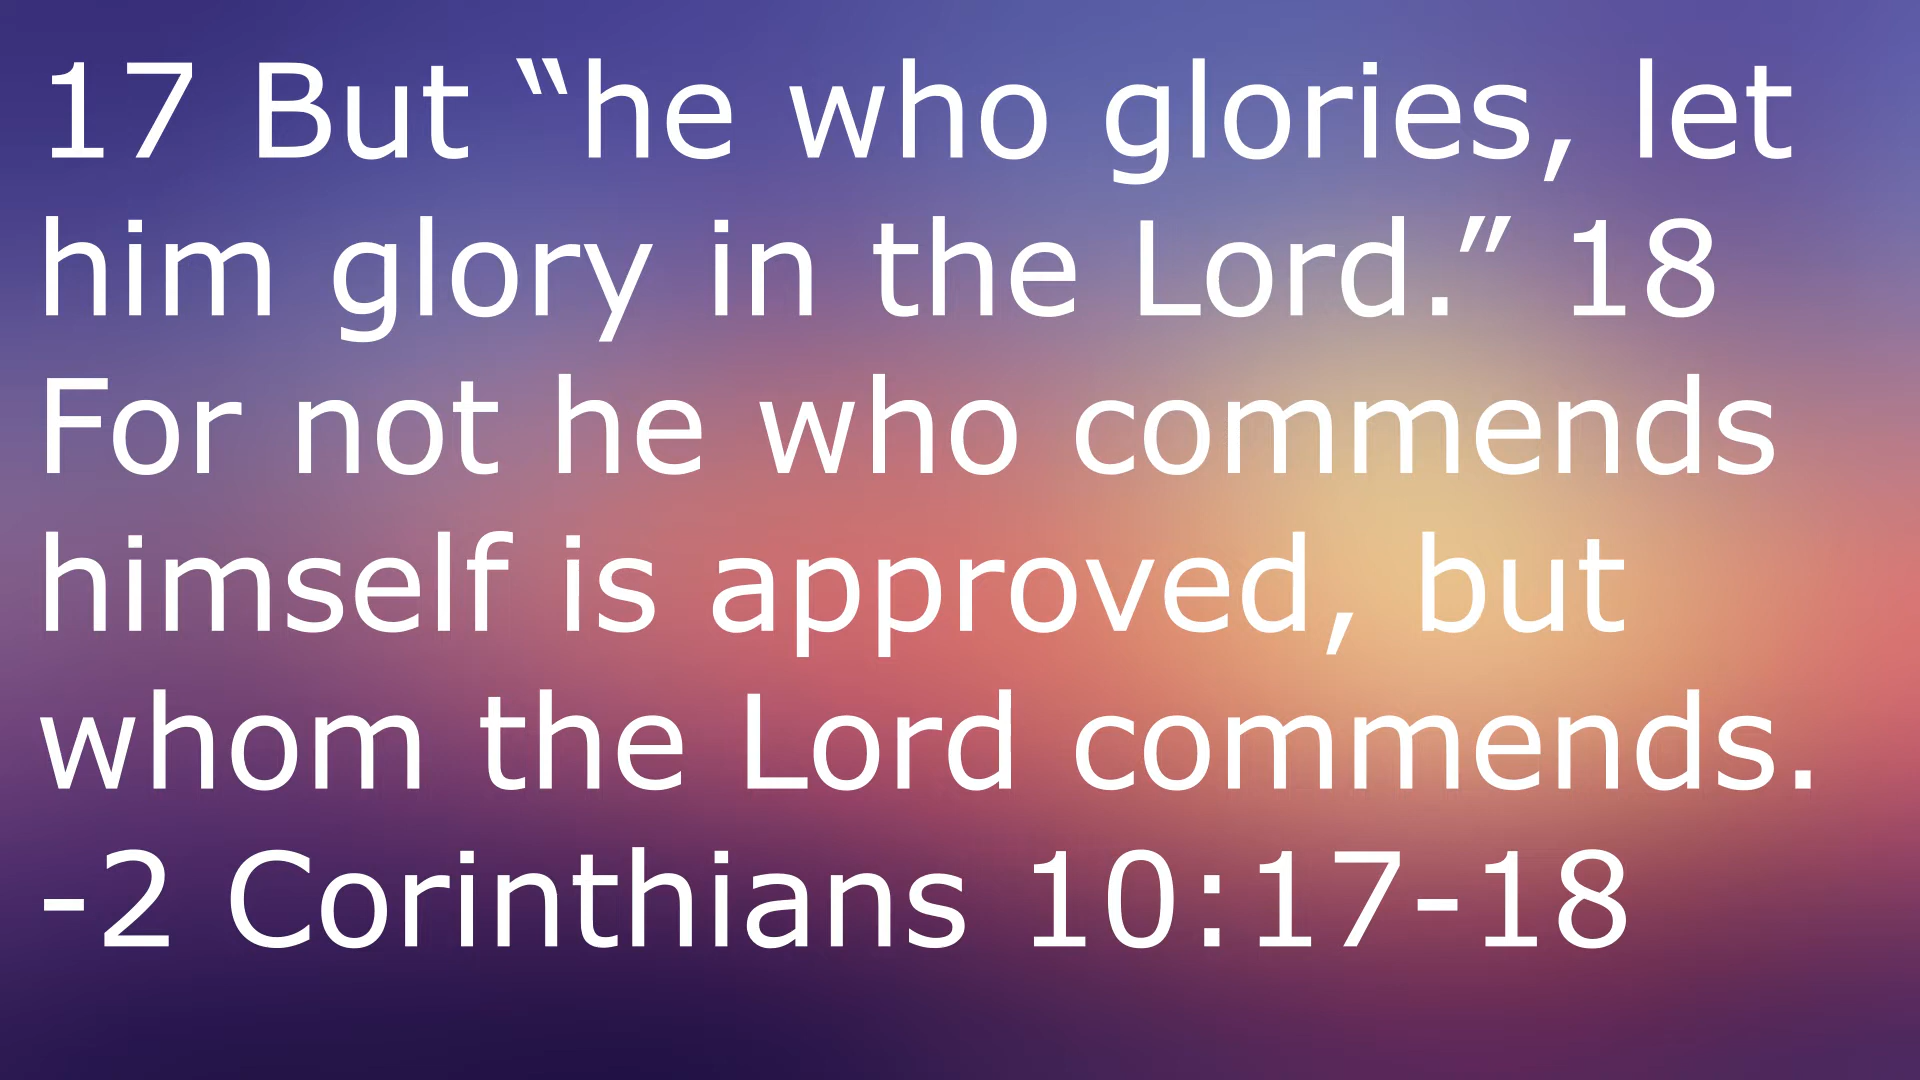 17 But “he who glories, let
him glory in the Lord.” 18
For not he who commends
himself is approved, but
whom the Lord commends.
-2 Corinthians 10:17-18